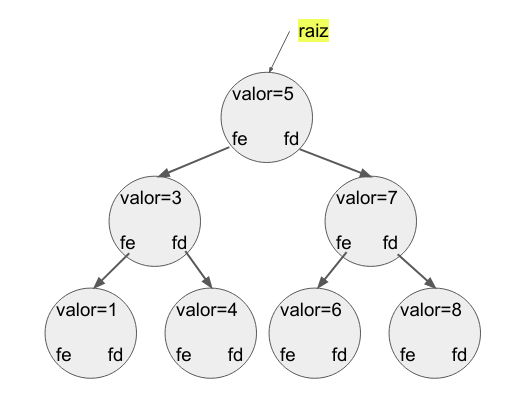 raiz
valor=5
fe fd
valor=3 valor=7
fe fd fe fd
valor=1 valor=4 valor=6 valor=8
fe fd fe fd fe fd fe fd